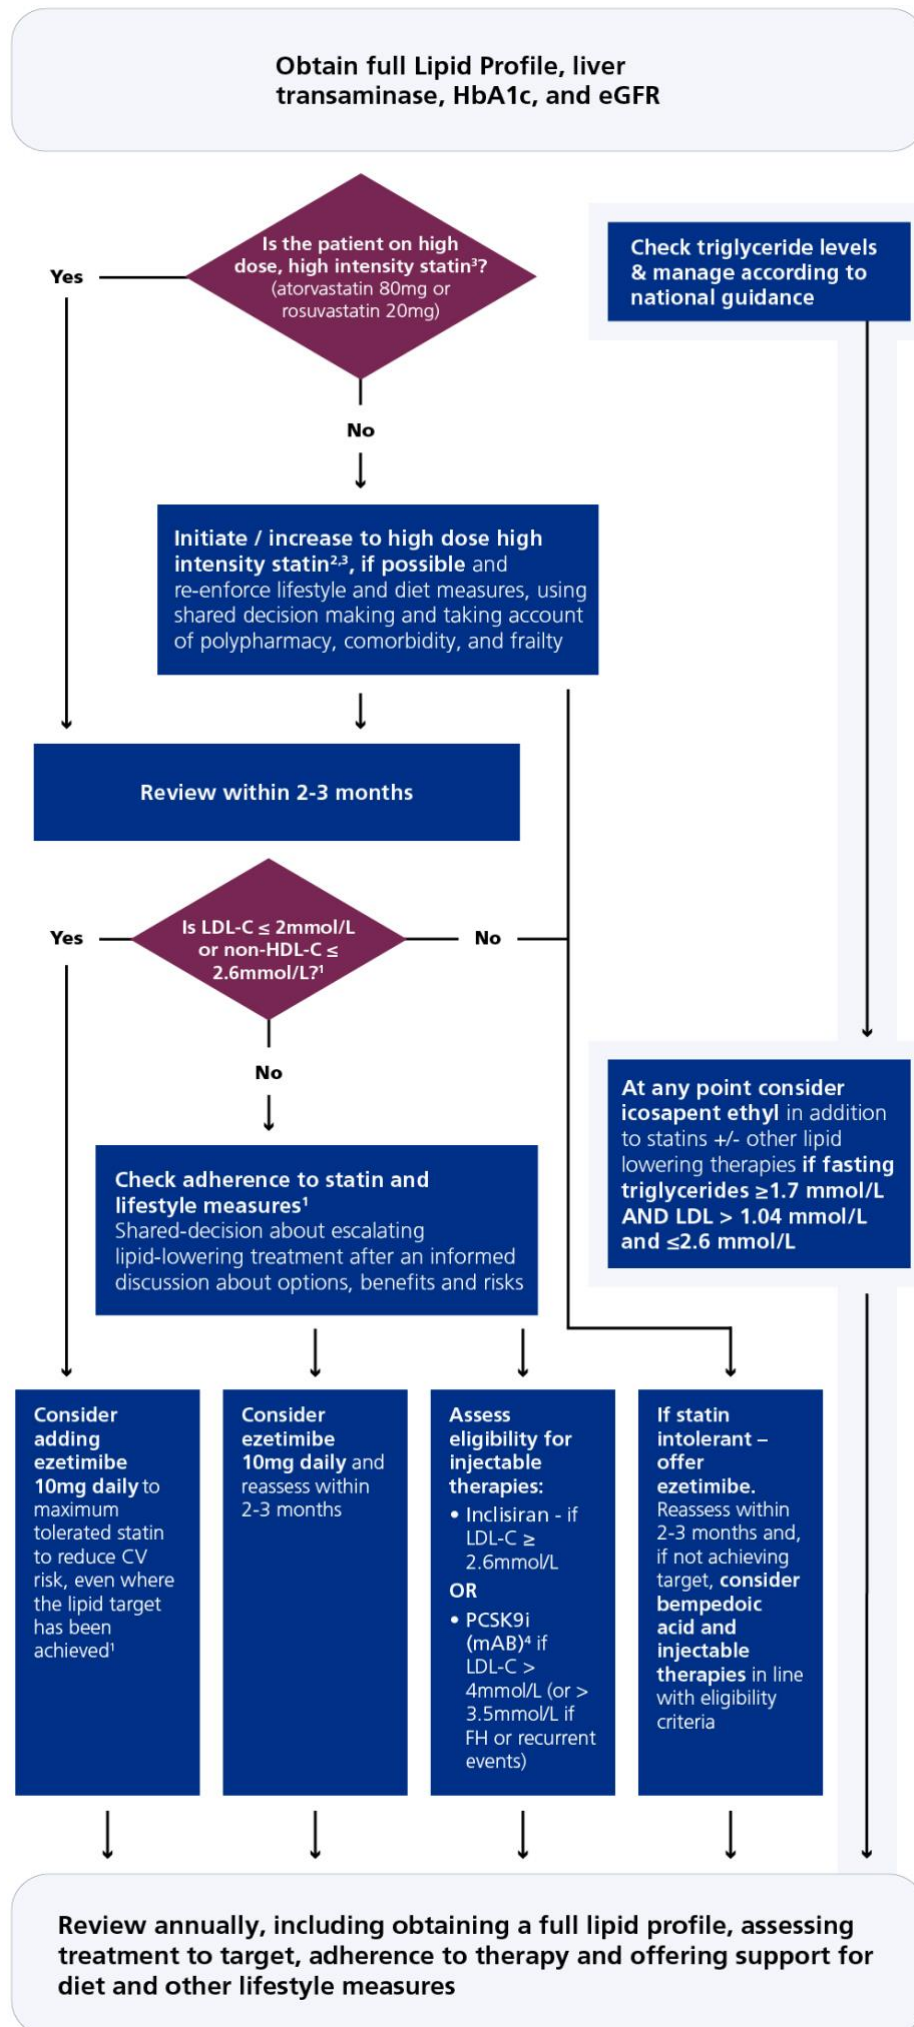 Obtain full Lipid Profile, liver
transaminase, HbA1c, and eGFR
Is the patient on high
dose, high intensity statin³?
(atorvastatin 80mg or
rosuvastatin 20mg)
Yes
No
Check triglyceride levels
& manage according to
national guidance
Initiate / increase to high dose high
intensity statin²,³, if possible and
re-enforce lifestyle and diet measures, using
shared decision making and taking account
of polypharmacy, comorbidity, and frailty
Review within 2-3 months
Is LDL-C ≤ 2mmol/L
or non-HDL-C ≤
2.6mmol/L?¹
Yes
No
No
At any point consider
icosapent ethyl in addition
to statins +/- other lipid
lowering therapies if fasting
triglycerides ≥1.7 mmol/L
AND LDL > 1.04 mmol/L
and ≤2.6 mmol/L
Check adherence to statin and
lifestyle measures¹
Shared-decision about escalating
lipid-lowering treatment after an informed
discussion about options, benefits and risks
Consider
adding
ezetimibe
10mg daily to
maximum
tolerated statin
to reduce CV
risk, even where
the lipid target
has been
achieved¹
Consider
ezetimibe
10mg daily and
reassess within
2-3 months
Assess
eligibility for
injectable
therapies:
• Inclisiran - if
LDL-C ≥
2.6mmol/L
OR
• PCSK9i
(mAB)⁴ if
LDL-C >
4mmol/L (or >
3.5mmol/L if
FH or recurrent
events)
If statin
intolerant –
offer
ezetimibe.
Reassess within
2-3 months and,
if not achieving
target, consider
bempedoic
acid and
injectable
therapies in line
with eligibility
criteria
Review annually, including obtaining a full lipid profile, assessing
treatment to target, adherence to therapy and offering support for
diet and other lifestyle measures